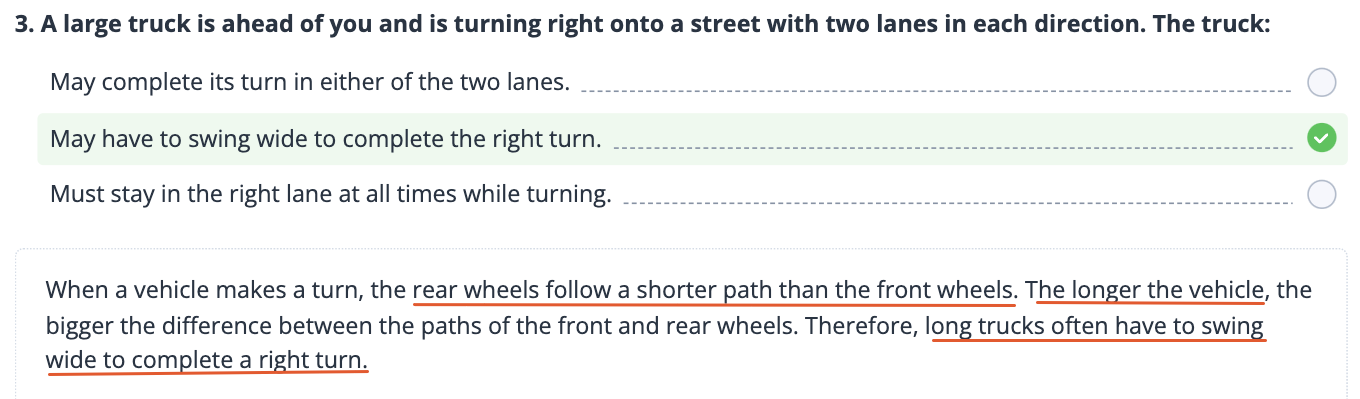 3. A large truck is ahead of you and is turning right onto a street with two lanes in each direction. The truck:
May complete its turn in either of the two lanes.
May have to swing wide to complete the right turn.
Must stay in the right lane at all times while turning.
When a vehicle makes a turn, the rear wheels follow a shorter path than the front wheels. The longer the vehicle, the
bigger the difference between the paths of the front and rear wheels. Therefore, long trucks often have to swing
wide to complete a right turn.